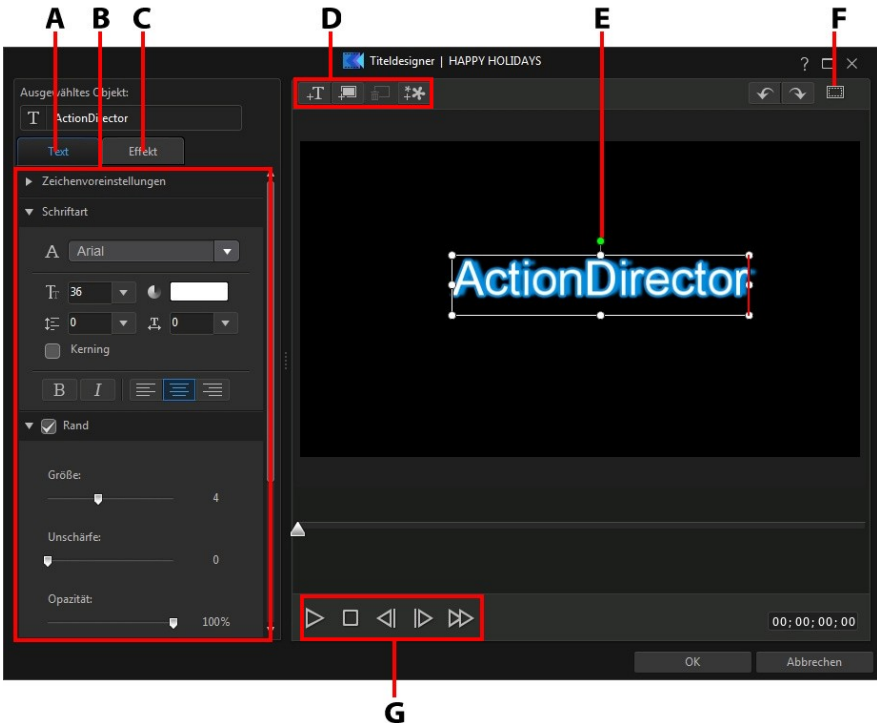 A B C D E F
Titeldesigner | HAPPY HOLIDAYS
?
Ausgewähltes Objekt:
T ActionDirector
Text Effekt
+T
Zeichenvoreinstellungen
Schriftart
A Arial
TT 36
0 T 0
Kerning
B I
Rand
Größe:
4
Unschärfe:
0
Opazität:
100%
ActionDirector
00;00;00;00
OK Abbrechen
G